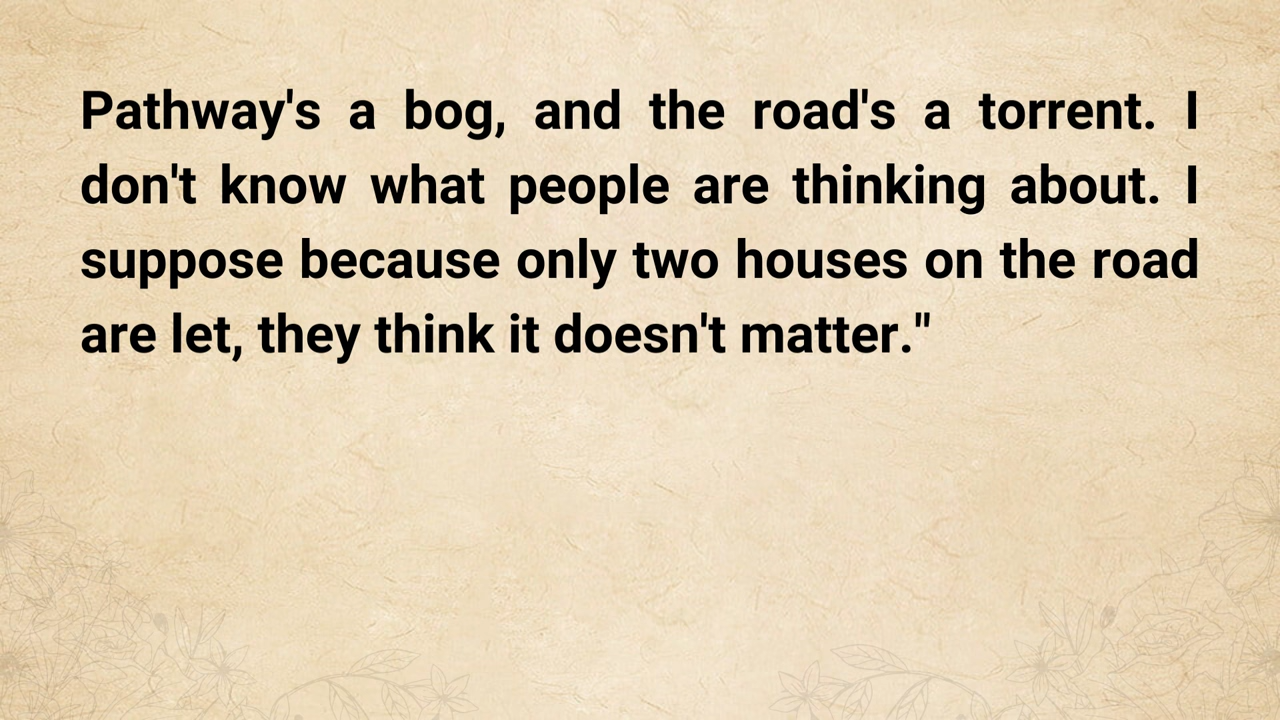 Pathway's a bog, and the road's a torrent. I
don't know what people are thinking about. I
suppose because only two houses on the road
are let, they think it doesn't matter."